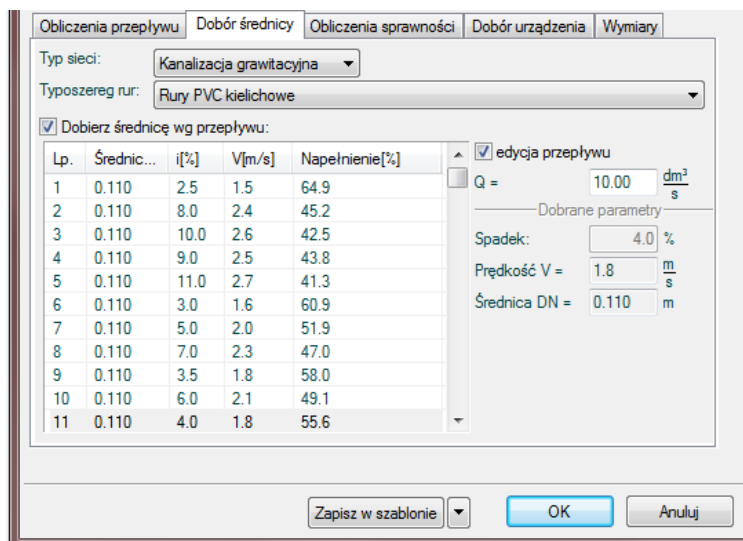 Obliczenia przepływu Dobór średnicy Obliczenia sprawności Dobór urządzenia Wymiary
Typ sieci: Kanalizacja grawitacyjna
Typoszereg rur: Rury PVC kielichowe
Dobierz średnicę wg przepływu:
Lp. Średnic... i[%] V[m/s] Napełnienie[%]
1 0.110 2.5 1.5 64.9
2 0.110 8.0 2.4 45.2
3 0.110 10.0 2.6 42.5
4 0.110 9.0 2.5 43.8
5 0.110 11.0 2.7 41.3
6 0.110 3.0 1.6 60.9
7 0.110 5.0 2.0 51.9
8 0.110 7.0 2.3 47.0
9 0.110 3.5 1.8 58.0
10 0.110 6.0 2.1 49.1
11 0.110 4.0 1.8 55.6
edycja przepływu
Q = 10.00 dm³/s
Dobrane parametry
Spadek: 4.0 %
Prędkość V = 1.8 m/s
Średnica DN = 0.110 m
Zapisz w szablonie OK Anuluj